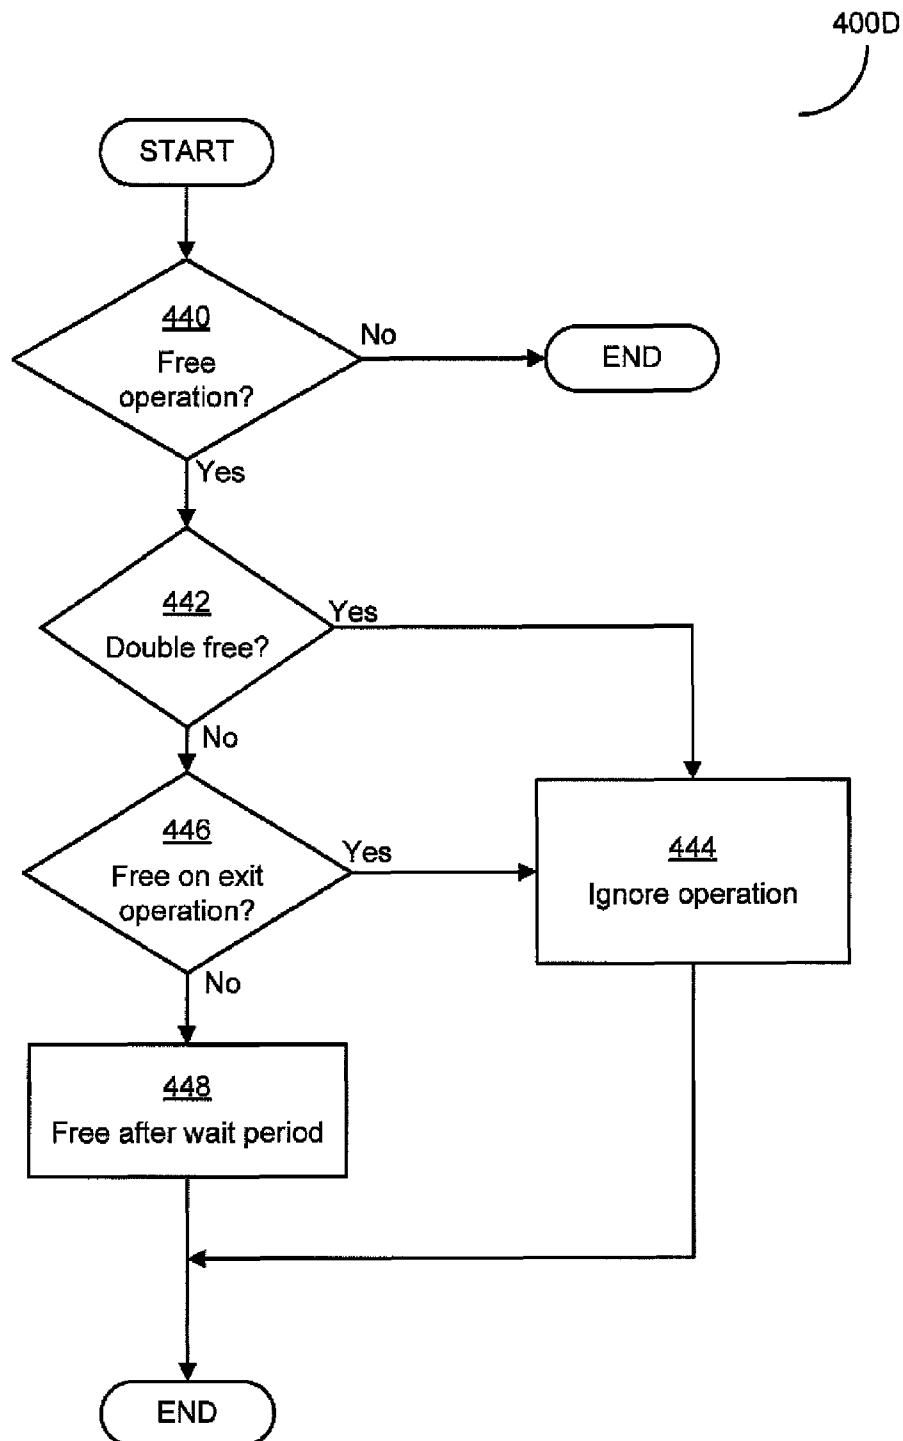 400D
START
440
Free
operation?
No
END
Yes
442
Double free?
Yes
No
446
Free on exit
operation?
Yes
444
Ignore operation
No
448
Free after wait period
END